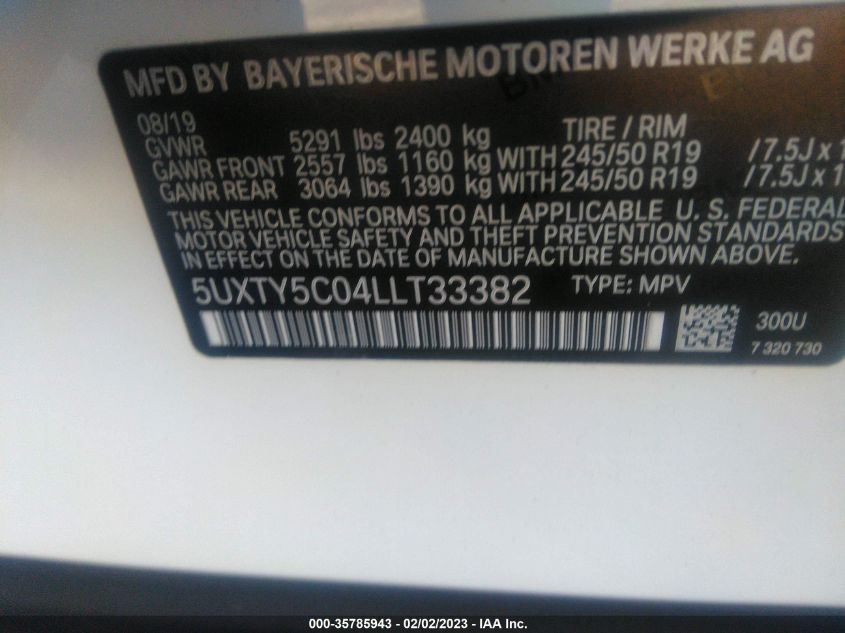 MFD BY BAYERISCHE MOTOREN WERKE AG
08/19
GVWR 5291 lbs 2400 kg TIRE / RIM
GAWR FRONT 2557 lbs 1160 kg WITH 245/50 R19 / 7.5J x 1
GAWR REAR 3064 lbs 1390 kg WITH 245/50 R19 / 7.5J x 1
THIS VEHICLE CONFORMS TO ALL APPLICABLE U. S. FEDERAL
MOTOR VEHICLE SAFETY AND THEFT PREVENTION STANDARDS
IN EFFECT ON THE DATE OF MANUFACTURE SHOWN ABOVE.
5UXTY5C04LLT33382 TYPE: MPV
300U
7 320 730
000-35785943 - 02/02/2023 - IAA Inc.